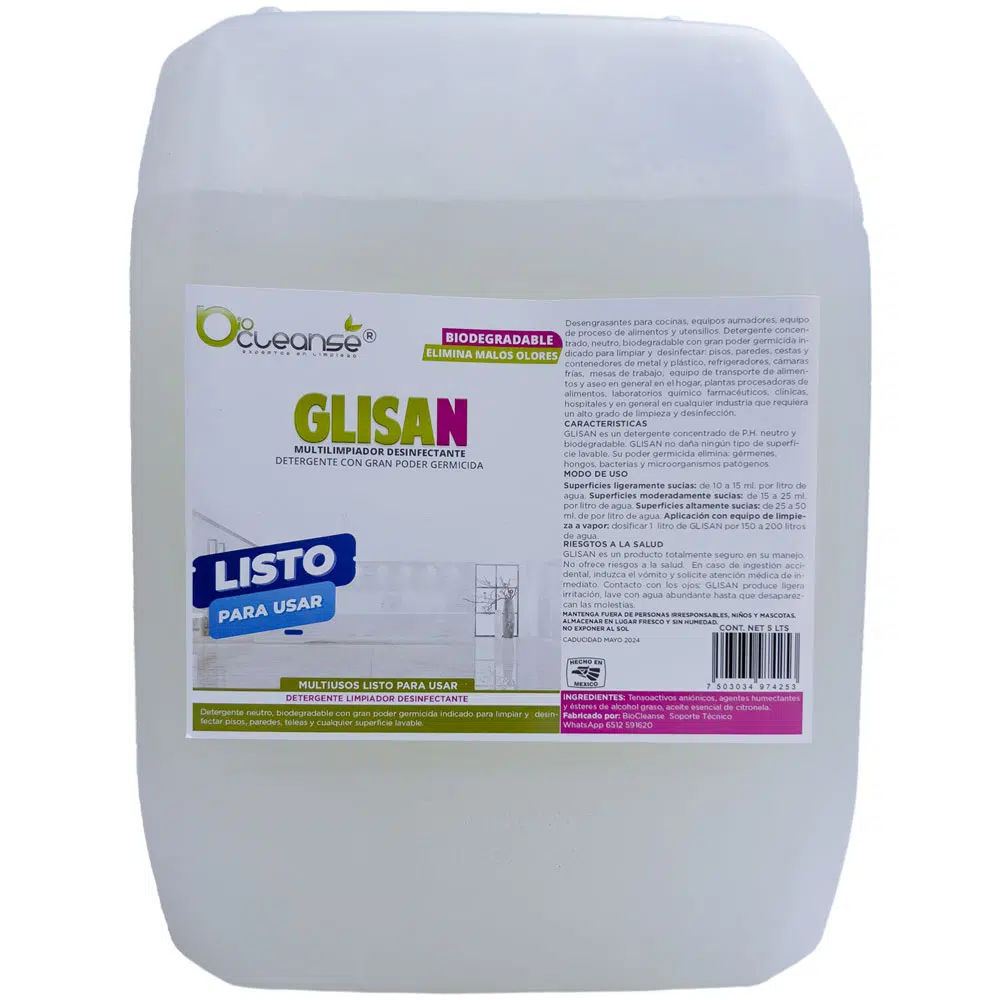 BioCleanse®
EXPERTOS EN LIMPIEZA
BIODEGRADABLE
ELIMINA MALOS OLORES
GLISAN
MULTILIMPIADOR DESINFECTANTE
DETERGENTE CON GRAN PODER GERMICIDA
LISTO
PARA USAR
MULTIUSOS LISTO PARA USAR
DETERGENTE LIMPIADOR DESINFECTANTE
Detergente neutro, biodegradable con gran poder germicida indicado para limpiar y desin-
fectar pisos, paredes, teleas y cualquier superficie lavable.
Desengrasantes para cocinas, equipos aumadores, equipo
de proceso de alimentos y utensilios. Detergente concen-
trado, neutro, biodegradable con gran poder germicida in-
dicado para limpiar y desinfectar: pisos, paredes, cestas y
contenedores de metal y plástico, refrigeradores, cámaras
frías, mesas de trabajo, equipo de transporte de alimen-
tos y aseo en general en el hogar, plantas procesadoras de
alimentos, laboratorios químico farmacéuticos, clínicas,
hospitales y en general en cualquier industria que requiera
un alto grado de limpieza y desinfección.
CARACTERISTICAS
GLISAN es un detergente concentrado de P.H. neutro y
biodegradable. GLISAN no daña ningún tipo de superfi-
cie lavable. Su poder germicida elimina: gérmenes,
hongos, bacterias y microorganismos patógenos.
MODO DE USO
Superficies ligeramente sucias: de 10 a 15 ml. por litro de
agua. Superficies moderadamente sucias: de 15 a 25 ml.
por litro de agua. Superficies altamente sucias: de 25 a 50
ml. de por litro de agua. Aplicación con equipo de limpie-
za a vapor: dosificar 1 litro de GLISAN por 150 a 200 litros
de agua.
RIESGTOS A LA SALUD
GLISAN es un producto totalmente seguro en su manejo.
No ofrece riesgos a la salud. En caso de ingestión acci-
dental, induzca el vómito y solicite atención médica de in-
mediato. Contacto con los ojos: GLISAN produce ligera
irritación, lave con agua abundante hasta que desaparez-
can las molestias.
MANTENGA FUERA DE PERSONAS IRRESPONSABLES, NIÑOS Y MASCOTAS.
ALMACENAR EN LUGAR FRESCO Y SIN HUMEDAD.
NO EXPONER AL SOL
CONT. NET 5 LTS
CADUCIDAD MAYO 2024
HECHO EN
MEXICO
7 503034 974253
INGREDIENTES: Tensoactivos aniónicos, agentes humectantes
y ésteres de alcohol graso, aceite esencial de citronela.
Fabricado por: BioCleanse Soporte Técnico
WhatsApp 6512 591620